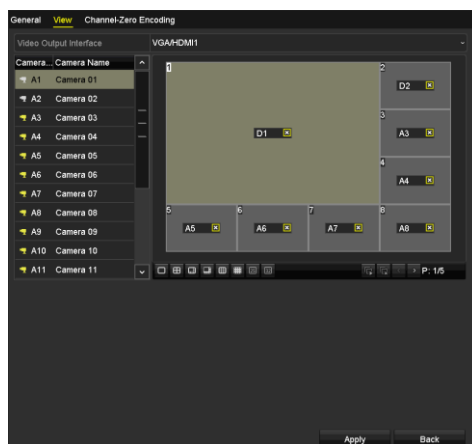 General View Channel-Zero Encoding
Video Output Interface VGA/HDMI1
Camera... Camera Name
A1 Camera 01
A2 Camera 02
A3 Camera 03
A4 Camera 04
A5 Camera 05
A6 Camera 06
A7 Camera 07
A8 Camera 08
A9 Camera 09
A10 Camera 10
A11 Camera 11
1
D1
2
D2
3
A3
4
A4
5
A5
6
A6
7
A7
8
A8
P: 1/5
Apply Back